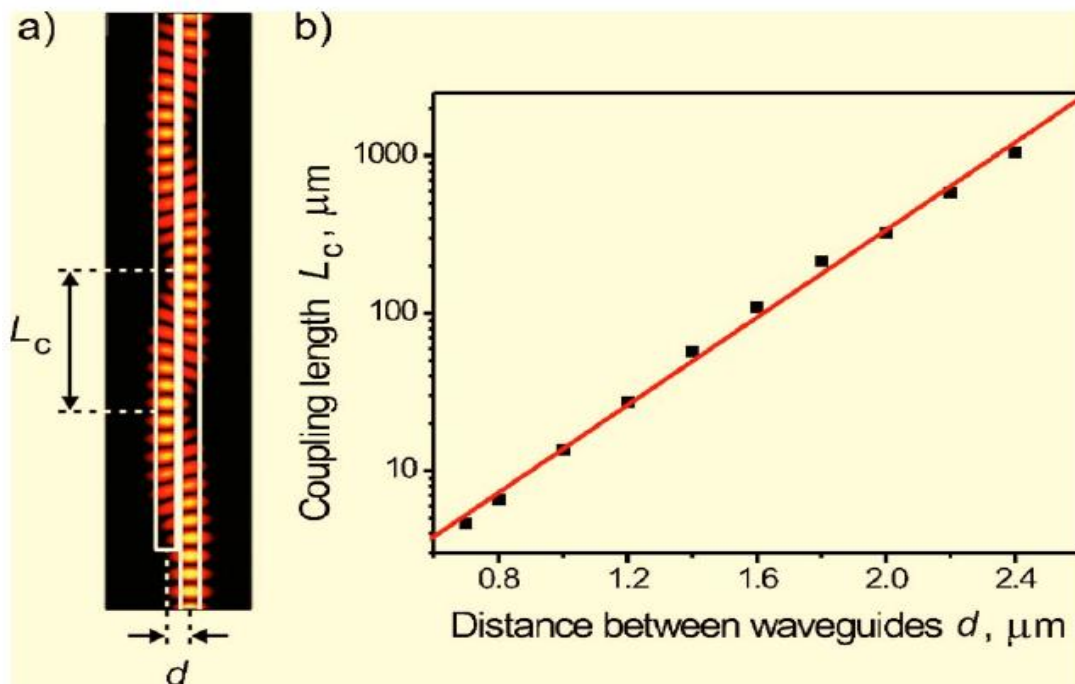 a)
b)
L_c
d
Coupling length L_c, μm
1000
100
10
0.8 1.2 1.6 2.0 2.4
Distance between waveguides d, μm